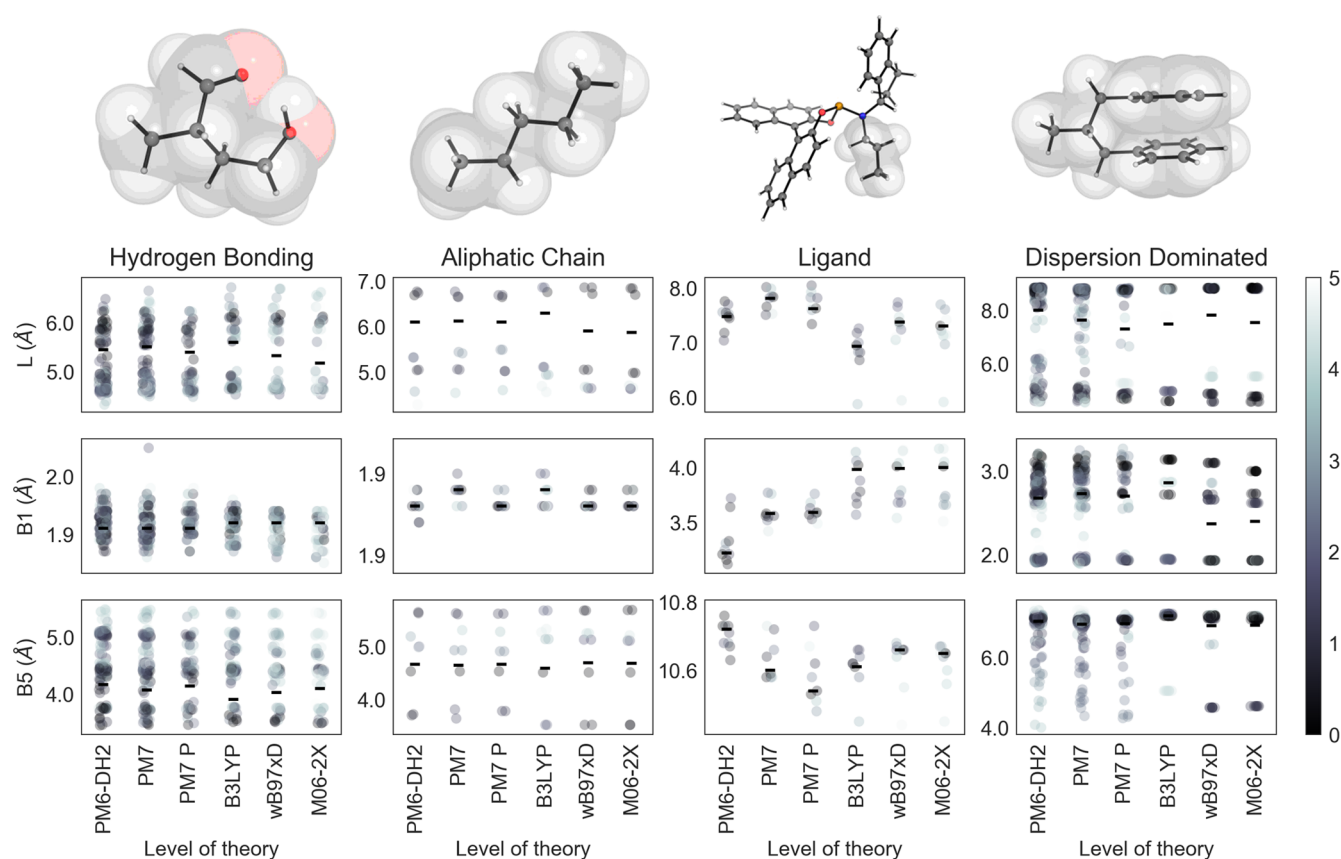 Hydrogen Bonding
Aliphatic Chain
Ligand
Dispersion Dominated
L (Å)
6.0
5.0
7.0
6.0
5.0
8.0
7.0
6.0
8.0
6.0
B1 (Å)
2.0
1.9
1.9
1.9
4.0
3.5
3.0
2.0
B5 (Å)
5.0
4.0
5.0
4.0
10.8
10.6
6.0
4.0
5
4
3
2
1
0
PM6-DH2
PM7
PM7 P
B3LYP
wB97xD
M06-2X
PM6-DH2
PM7
PM7 P
B3LYP
wB97xD
M06-2X
PM6-DH2
PM7
PM7 P
B3LYP
wB97xD
M06-2X
PM6-DH2
PM7
PM7 P
B3LYP
wB97xD
M06-2X
Level of theory
Level of theory
Level of theory
Level of theory